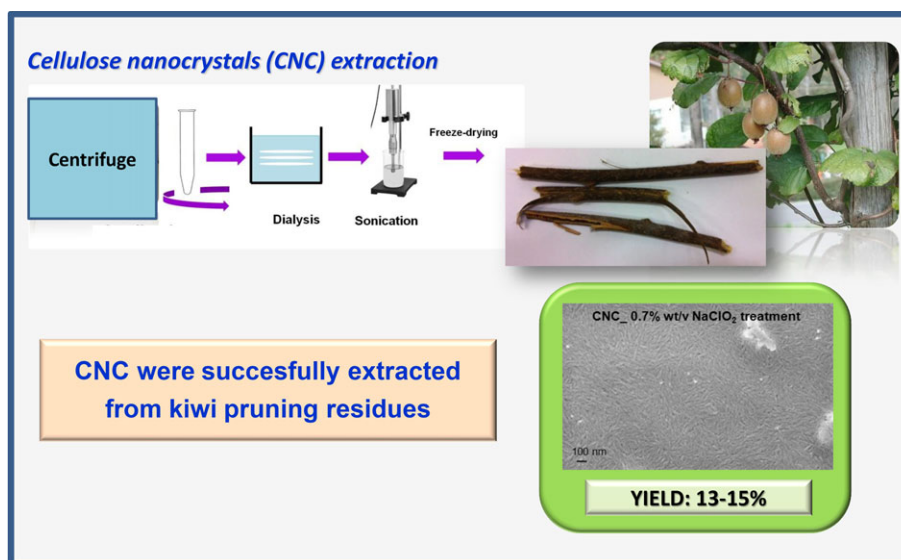 Cellulose nanocrystals (CNC) extraction
Centrifuge
Dialysis
Sonication
Freeze-drying
CNC were succesfully extracted
from kiwi pruning residues
CNC_ 0.7% wt/v NaClO₂ treatment
100 nm
YIELD: 13-15%